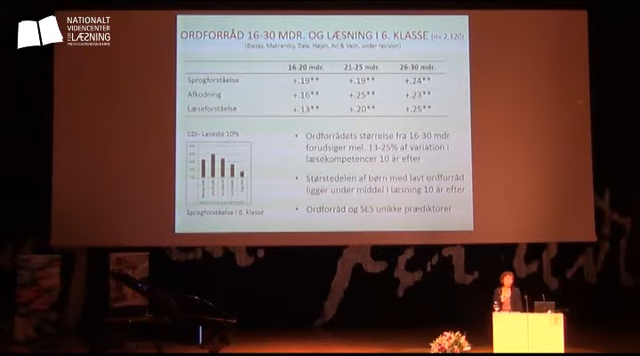 NATIONALT
VIDENCENTER
FOR LÆSNING
ORDFORRÅD 16-30 MDR. OG LÆSNING I 6. KLASSE (n= 2,120)
16-20 mdr. 21-25 mdr. 26-30 mdr.
Sprogforståelse +.19** +.19** +.24**
Afkodning +.16** +.25** +.23**
Læseforståelse +.13** +.20** +.25**
CDI- Laveste 10%
Sprogforståelse i 6. klasse
• Ordforrådets størrelse fra 16-30 mdr.
forudsiger mel. 13-25% af variation i
læsekompetencer 10 år efter
• Størstedelen af børn med lavt ordforråd
ligger under middel i læsning 10 år efter
• Ordforråd og SES unikke prædiktorer